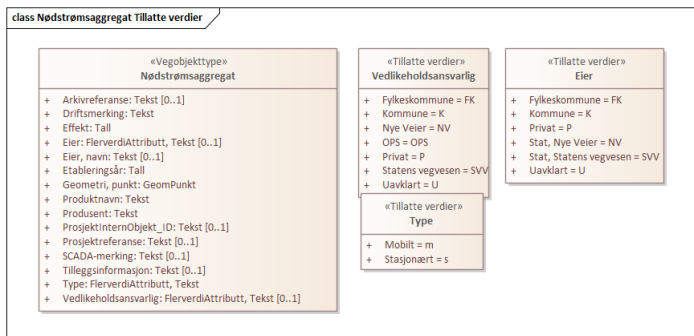 class Nødstrømsaggregat Tillatte verdier
«Vegobjekttype»
Nødstrømsaggregat
+ Arkivreferanse: Tekst [0..1]
+ Driftsmerking: Tekst
+ Effekt: Tall
+ Eier: FlerverdiAttributt, Tekst [0..1]
+ Eier, navn: Tekst [0..1]
+ Etableringsår: Tall
+ Geometri, punkt: GeomPunkt
+ Produktnavn: Tekst
+ Produsent: Tekst
+ ProsjektInternObjekt_ID: Tekst [0..1]
+ Prosjektreferanse: Tekst [0..1]
+ SCADA-merking: Tekst [0..1]
+ Tilleggsinformasjon: Tekst [0..1]
+ Type: FlerverdiAttributt, Tekst
+ Vedlikeholdsansvarlig: FlerverdiAttributt, Tekst [0..1]
«Tillatte verdier»
Vedlikeholdsansvarlig
+ Fylkeskommune = FK
+ Kommune = K
+ Nye Veier = NV
+ OPS = OPS
+ Privat = P
+ Statens vegvesen = SVV
+ Uavklart = U
«Tillatte verdier»
Type
+ Mobilt = m
+ Stasjonært = s
«Tillatte verdier»
Eier
+ Fylkeskommune = FK
+ Kommune = K
+ Privat = P
+ Stat, Nye Veier = NV
+ Stat, Statens vegvesen = SVV
+ Uavklart = U